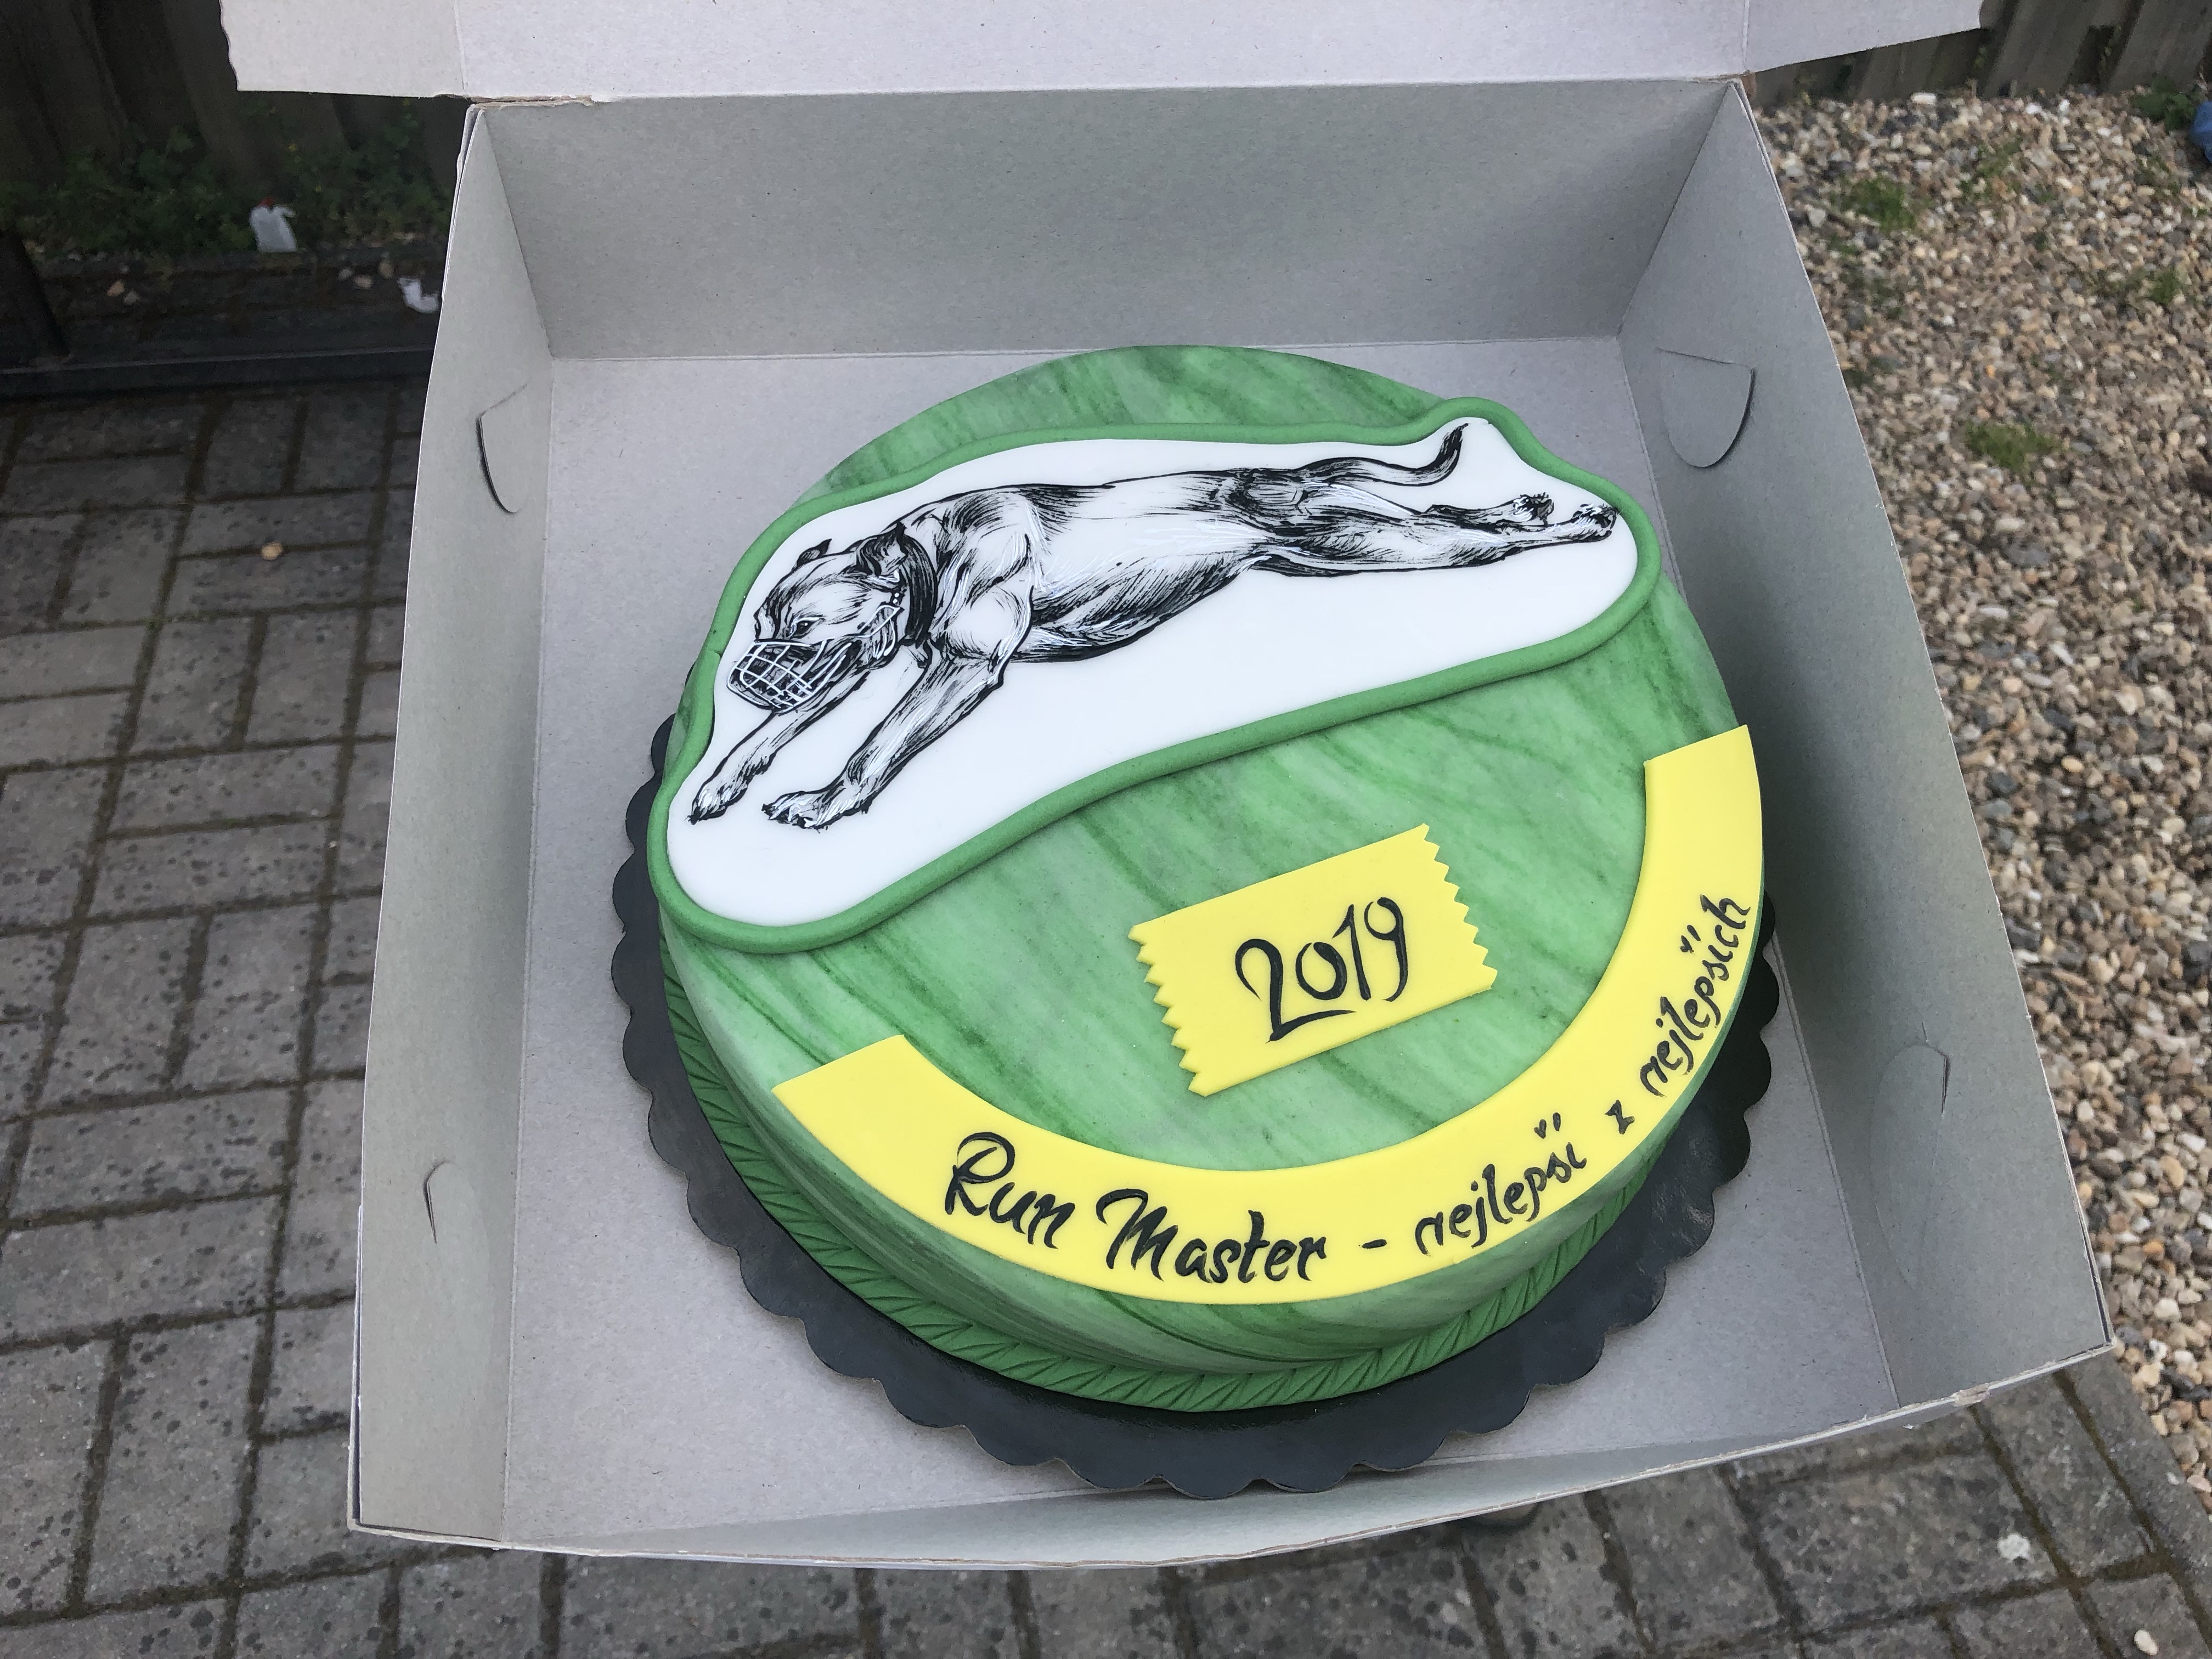 2019
Run Master - nejlepší z nejlepších